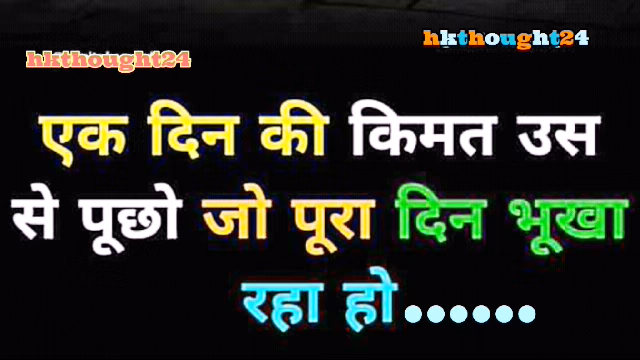 hkthought24
hkthought24
एक दिन की किमत उस
से पूछो जो पूरा दिन भूखा
रहा हो......